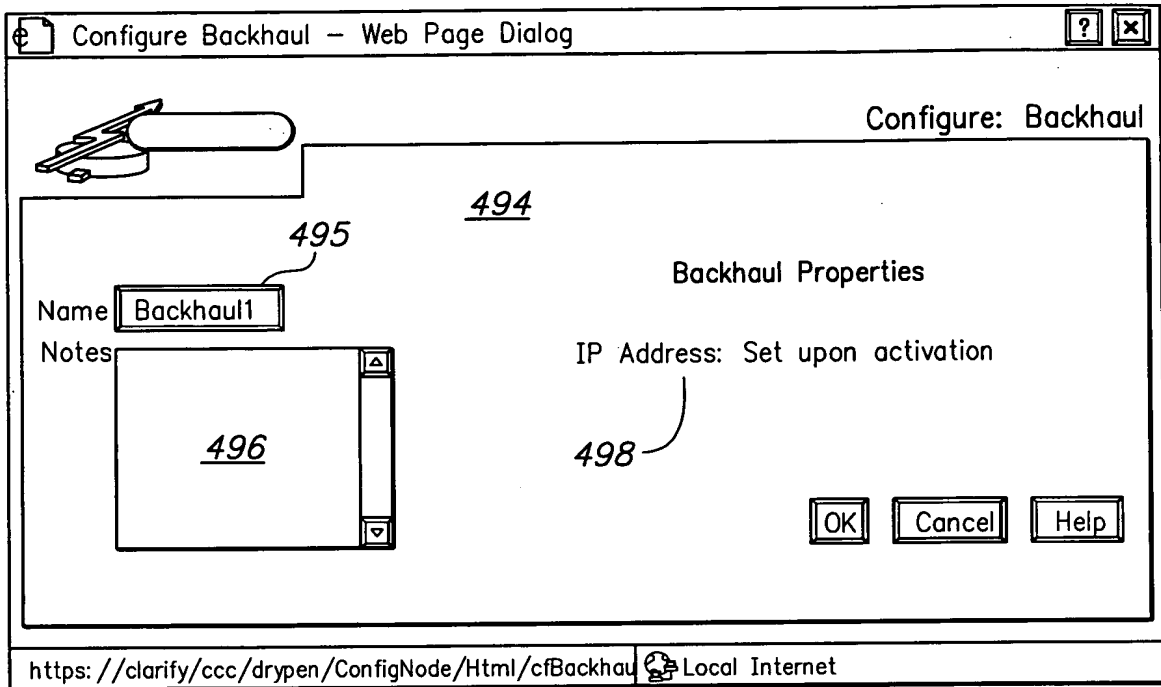 Configure Backhaul – Web Page Dialog ? x
Configure: Backhaul
494
495
Backhaul Properties
Name Backhaul1
Notes
IP Address: Set upon activation
496
498
OK Cancel Help
https://clarify/ccc/drypen/ConfigNode/Html/cfBackhau Local Internet